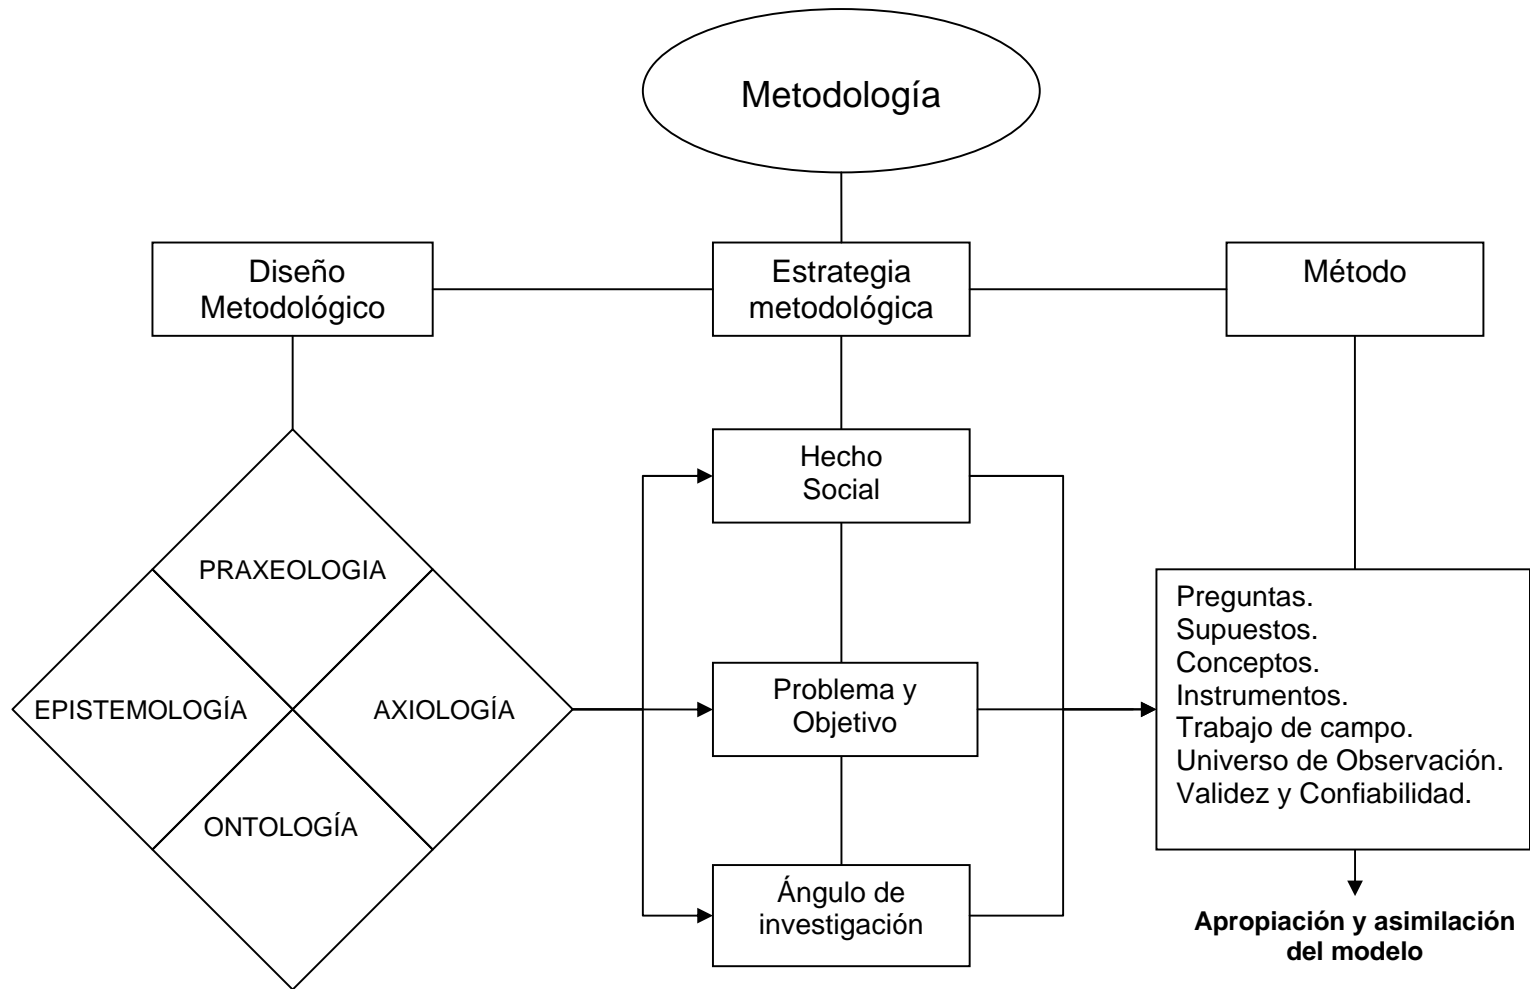 Metodología
Diseño
Metodológico
Estrategia
metodológica
Método
Hecho
Social
PRAXEOLOGIA
Preguntas.
Supuestos.
Conceptos.
Instrumentos.
Trabajo de campo.
Universo de Observación.
Validez y Confiabilidad.
EPISTEMOLOGÍA
AXIOLOGÍA
Problema y
Objetivo
ONTOLOGÍA
Ángulo de
investigación
Apropiación y asimilación
del modelo